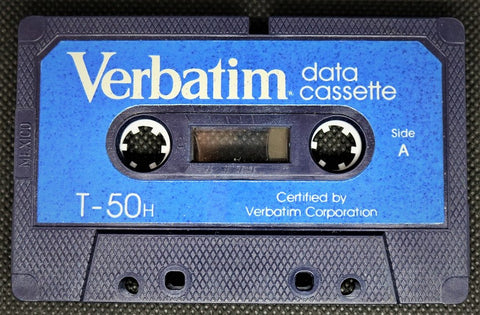 Verbatim data
cassette
Side
A
MEXICO
T-50H
Certified by
Verbatim Corporation